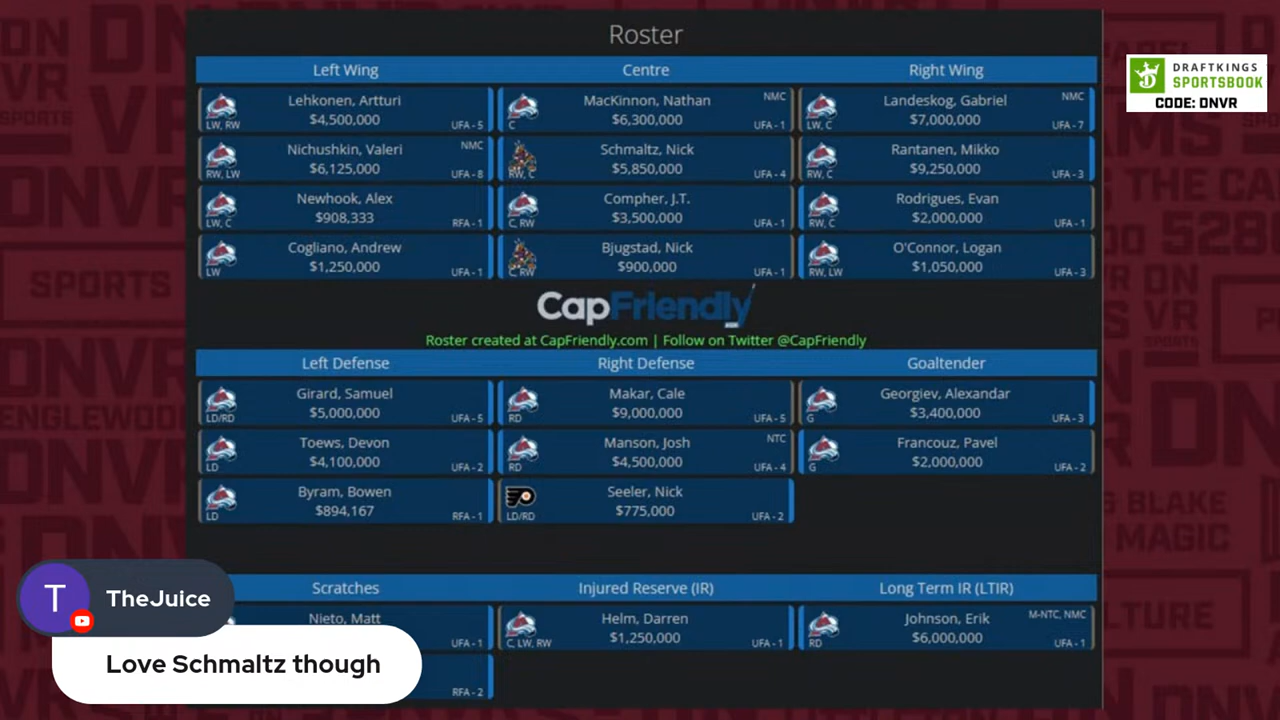 Roster
Left Wing Centre Right Wing
Lehkonen, Artturi
$4,500,000
LW, RW UFA - 5
MacKinnon, Nathan NMC
$6,300,000
C UFA - 1
Landeskog, Gabriel NMC
$7,000,000
LW, C UFA - 7
Nichushkin, Valeri NMC
$6,125,000
RW, LW UFA - 8
Schmaltz, Nick
$5,850,000
RW, C UFA - 4
Rantanen, Mikko
$9,250,000
RW, C UFA - 3
Newhook, Alex
$908,333
LW, C RFA - 1
Compher, J.T.
$3,500,000
C, RW UFA - 1
Rodrigues, Evan
$2,000,000
RW, C UFA - 1
Cogliano, Andrew
$1,250,000
LW UFA - 1
Bjugstad, Nick
$900,000
C, RW UFA - 1
O'Connor, Logan
$1,050,000
RW, LW UFA - 3
CapFriendly
Roster created at CapFriendly.com | Follow on Twitter @CapFriendly
Left Defense Right Defense Goaltender
Girard, Samuel
$5,000,000
LD/RD UFA - 5
Makar, Cale
$9,000,000
RD UFA - 5
Georgiev, Alexandar
$3,400,000
G UFA - 3
Toews, Devon
$4,100,000
LD UFA - 2
Manson, Josh NTC
$4,500,000
RD UFA - 4
Francouz, Pavel
$2,000,000
G UFA - 2
Byram, Bowen
$894,167
LD RFA - 1
Seeler, Nick
$775,000
LD/RD UFA - 2
Scratches Injured Reserve (IR) Long Term IR (LTIR)
Nieto, Matt
UFA - 1
Helm, Darren
$1,250,000
C, LW, RW UFA - 1
Johnson, Erik M-NTC, NMC
$6,000,000
RD UFA - 1
RFA - 2
T TheJuice
Love Schmaltz though
DRAFTKINGS
SPORTSBOOK
CODE: DNVR
DNVR
SPORTS
ENGLEWOOD
BLAKE
MAGIC